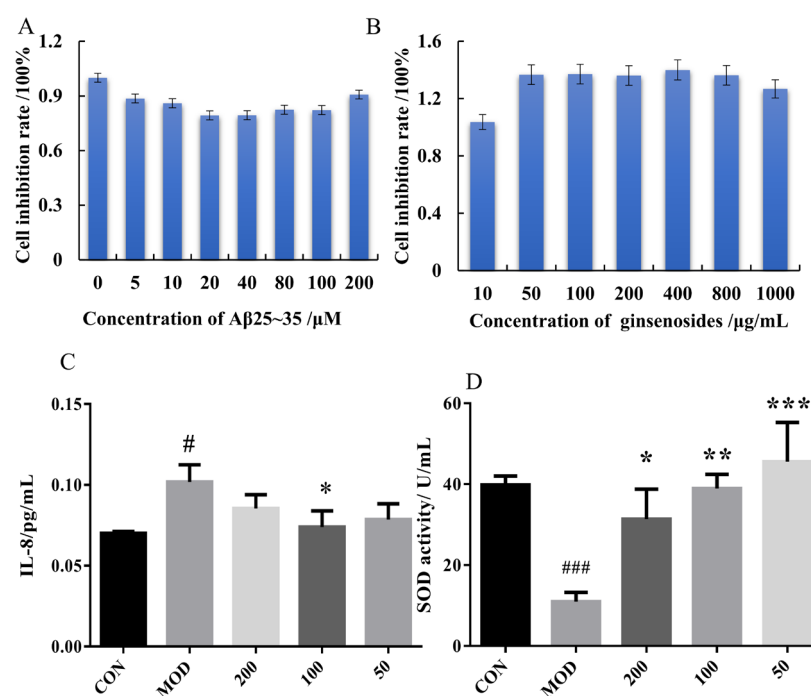 A
Cell inhibition rate /100%
1.2
0.9
0.6
0.3
0
0 5 10 20 40 80 100 200
Concentration of Aβ25~35 /μM
B
Cell inhibition rate /100%
1.6
1.2
0.8
0.4
0
10 50 100 200 400 800 1000
Concentration of ginsenosides /μg/mL
C
IL-8/pg/mL
0.15
0.10
0.05
0.00
#
*
CON MOD 200 100 50
D
SOD activity/ U/mL
60
40
20
0
###
*
**
***
CON MOD 200 100 50